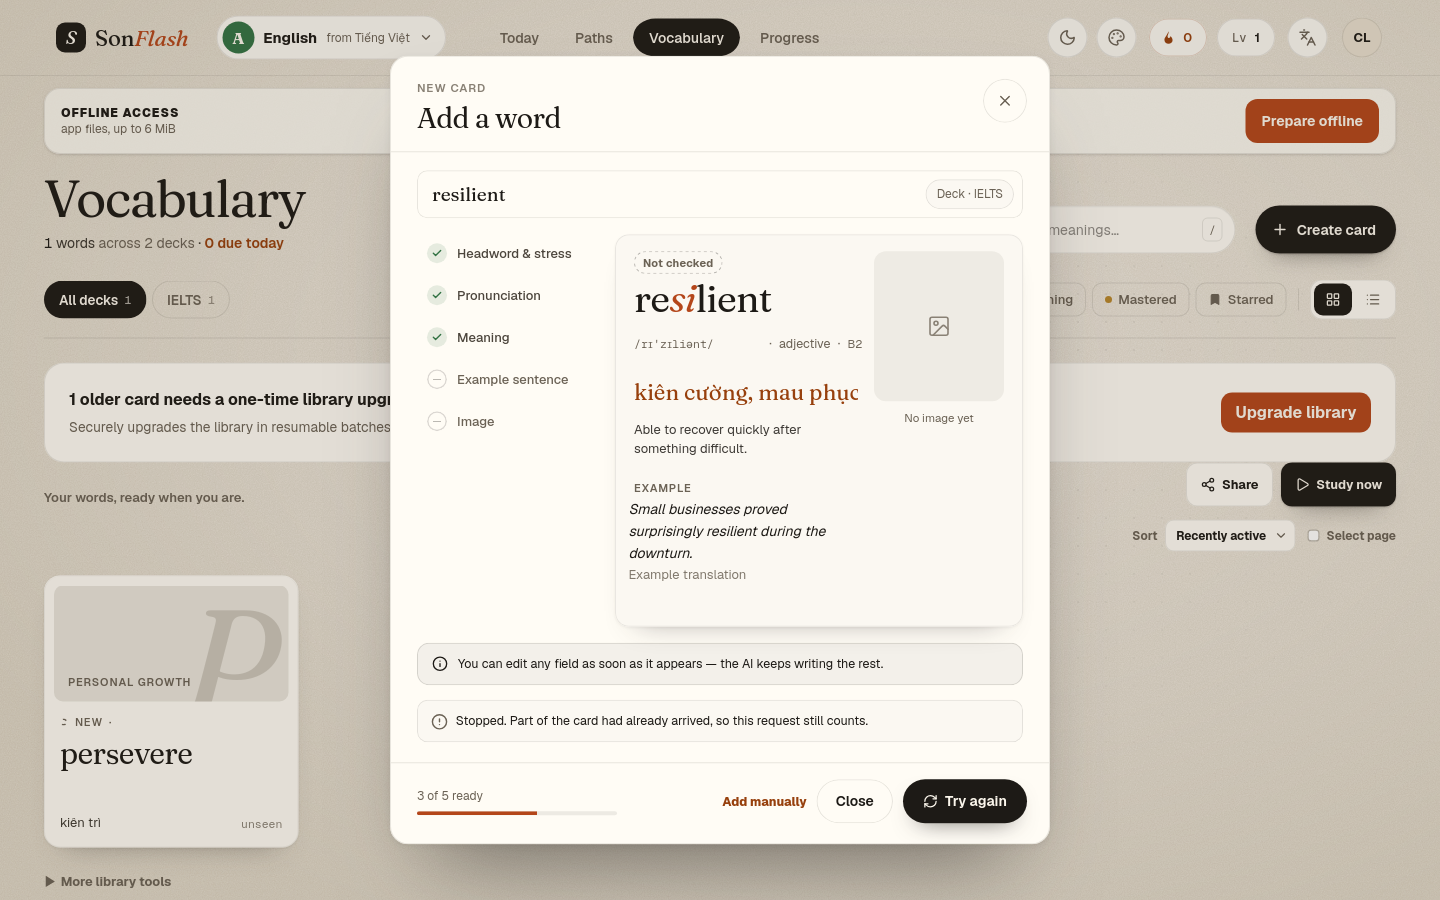 S SonFlash
A English from Tiếng Việt
Today Paths Vocabulary Progress
0
Lv 1
CL
OFFLINE ACCESS
app files, up to 6 MiB
Prepare offline
Vocabulary
1 words across 2 decks · 0 due today
meanings... /
Create card
All decks 1
IELTS 1
Mastered
Starred
1 older card needs a one-time library
Securely upgrades the library in resumable batches
Upgrade library
Your words, ready when you are.
Share
Study now
Sort Recently active
Select page
P
PERSONAL GROWTH
NEW ·
persevere
kiên trì unseen
More library tools
NEW CARD
Add a word
resilient Deck · IELTS
Headword & stress
Pronunciation
Meaning
Example sentence
Image
Not checked
resilient
/rɪˈzɪliənt/ · adjective · B2
kiên cường, mau
No image yet
Able to recover quickly after
something difficult.
EXAMPLE
Small businesses proved
surprisingly resilient during the
downturn.
Example translation
You can edit any field as soon as it appears — the AI keeps writing the rest.
Stopped. Part of the card had already arrived, so this request still counts.
3 of 5 ready
Add manually
Close
Try again